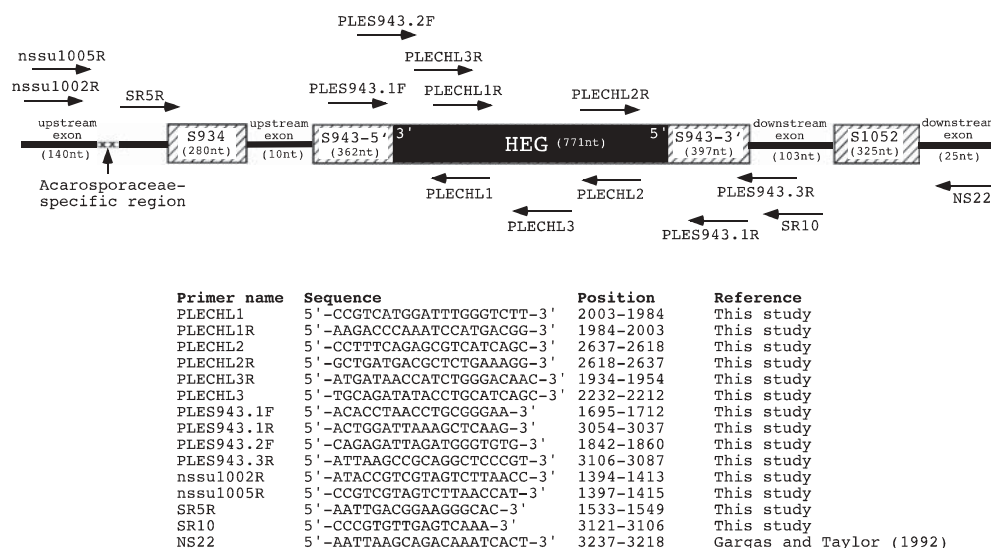 PLES943.2F
nssu1005R
PLECHL3R
nssu1002R
SR5R
PLES943.1F
PLECHL1R
PLECHL2R
upstream
exon
(140nt)
S934
(280nt)
upstream
exon
(10nt)
S943-5'
(362nt)
3'
HEG (771nt)
5'
S943-3'
(397nt)
downstream
exon
(103nt)
S1052
(325nt)
downstream
exon
(25nt)
Acarosporaceae-
specific region
PLECHL1
PLECHL2
PLES943.3R
NS22
PLECHL3
PLES943.1R
SR10
Primer name Sequence Position Reference
PLECHL1 5'-CCGTCATGGATTTGGGTCTT-3' 2003-1984 This study
PLECHL1R 5'-AAGACCCAAATCCATGACGG-3' 1984-2003 This study
PLECHL2 5'-CCTTTCAGAGCGTCATCAGC-3' 2637-2618 This study
PLECHL2R 5'-GCTGATGACGCTCTGAAAGG-3' 2618-2637 This study
PLECHL3R 5'-ATGATAACCATCTGGGACAAC-3' 1934-1954 This study
PLECHL3 5'-TGCAGATATACCTGCATCAGC-3' 2232-2212 This study
PLES943.1F 5'-ACACCTAACCTGCGGGAA-3' 1695-1712 This study
PLES943.1R 5'-ACTGGATTAAAGCTCAAG-3' 3054-3037 This study
PLES943.2F 5'-CAGAGATTAGATGGGTGTG-3' 1842-1860 This study
PLES943.3R 5'-ATTAAGCCGCAGGCTCCCGT-3' 3106-3087 This study
nssu1002R 5'-ATACCGTCGTAGTCTTAACC-3' 1394-1413 This study
nssu1005R 5'-CCGTCGTAGTCTTAACCAT-3' 1397-1415 This study
SR5R 5'-AATTGACGGAAGGGCAC-3' 1533-1549 This study
SR10 5'-CCCGTGTTGAGTCAAA-3' 3121-3106 This study
NS22 5'-AATTAAGCAGACAAATCACT-3' 3237-3218 Gargas and Taylor (1992)